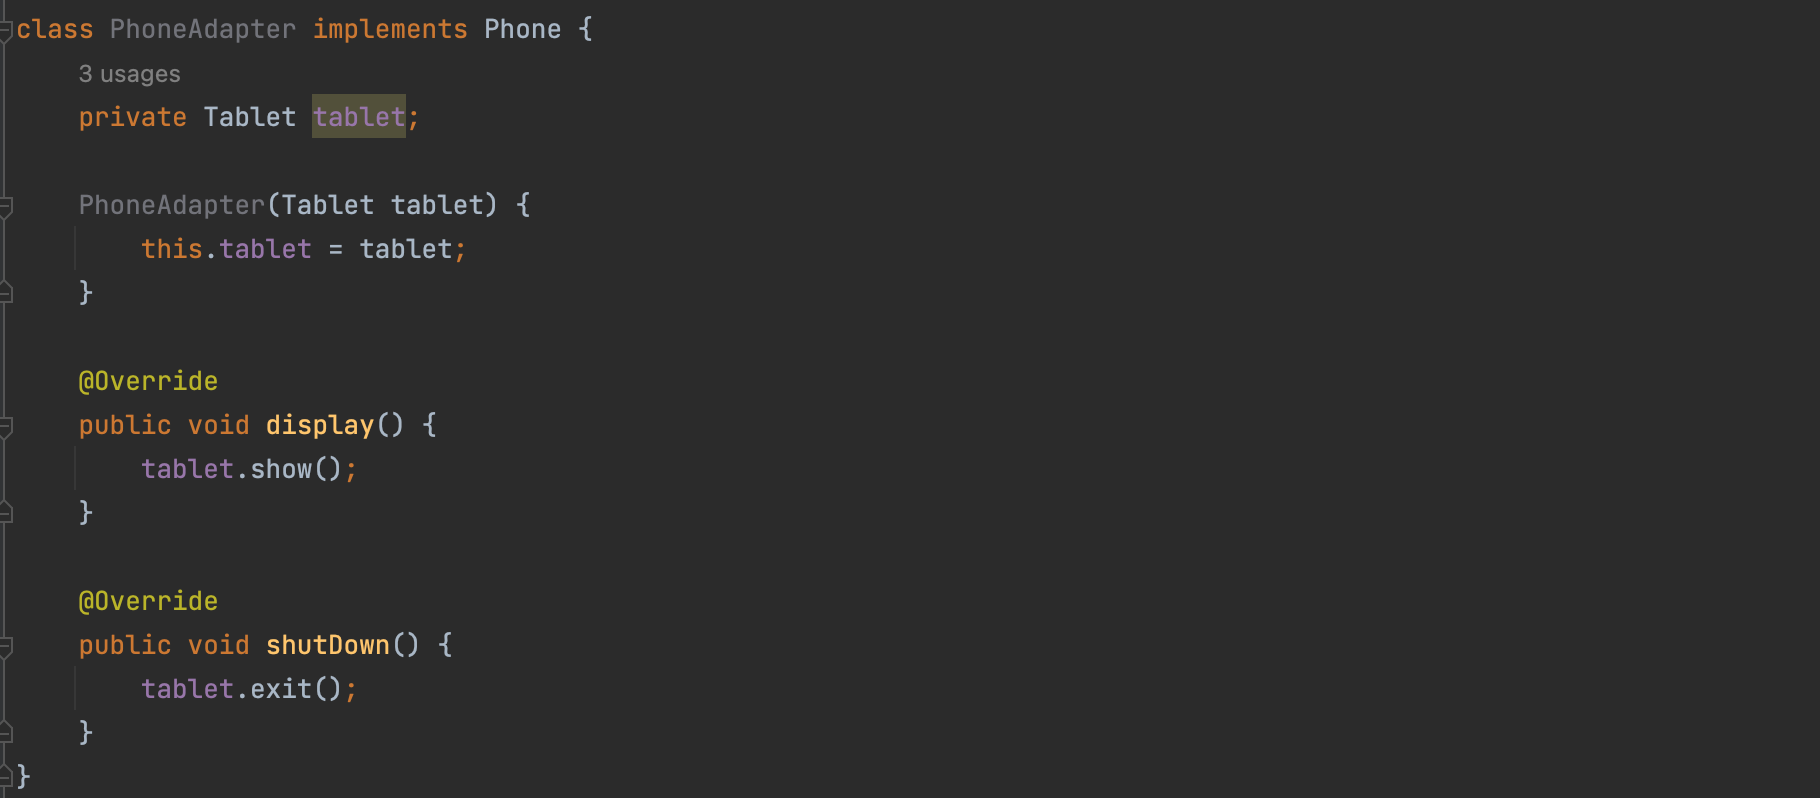 class PhoneAdapter implements Phone {
3 usages
private Tablet tablet;
PhoneAdapter(Tablet tablet) {
this.tablet = tablet;
}
@Override
public void display() {
tablet.show();
}
@Override
public void shutDown() {
tablet.exit();
}
}